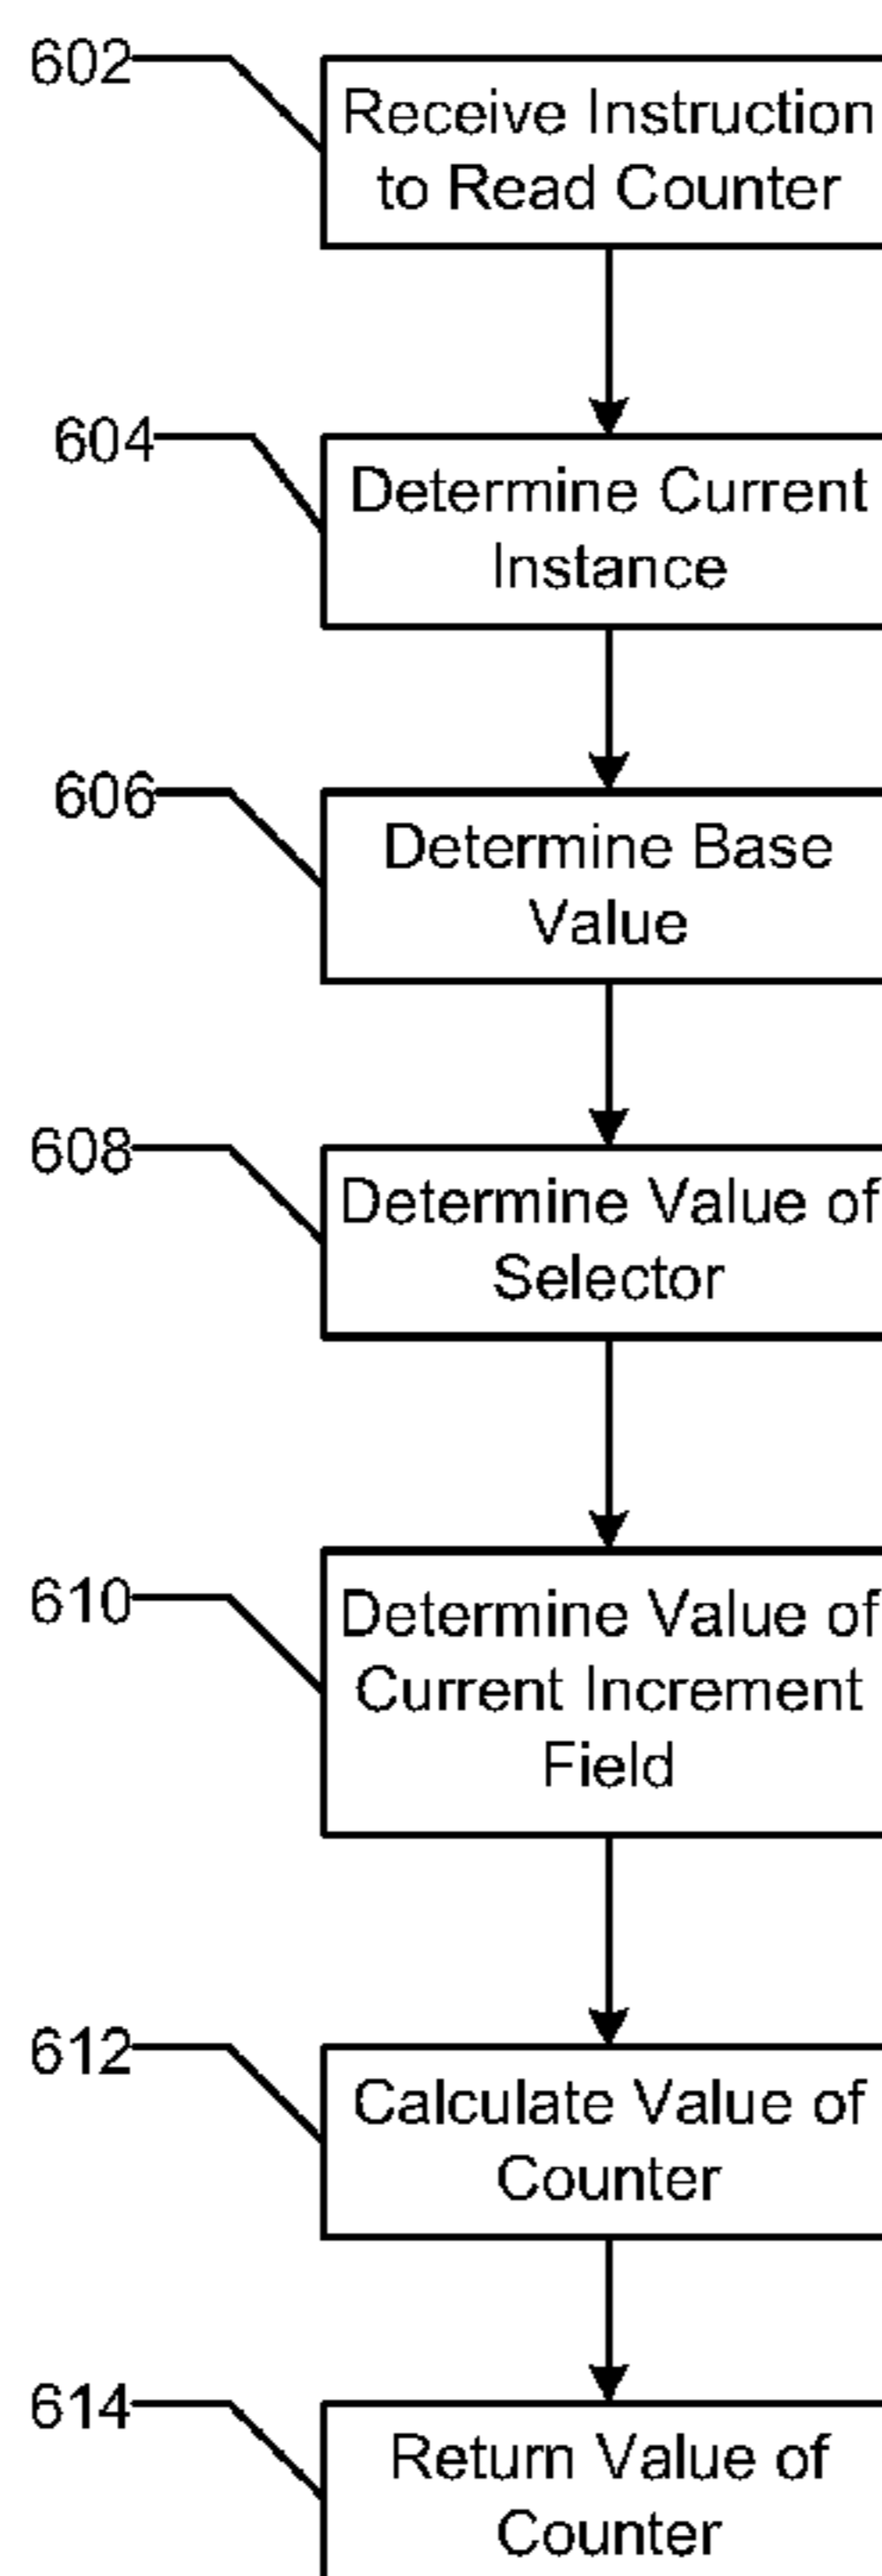 602
Receive Instruction
to Read Counter
604
Determine Current
Instance
606
Determine Base
Value
608
Determine Value of
Selector
610
Determine Value of
Current Increment
Field
612
Calculate Value of
Counter
614
Return Value of
Counter